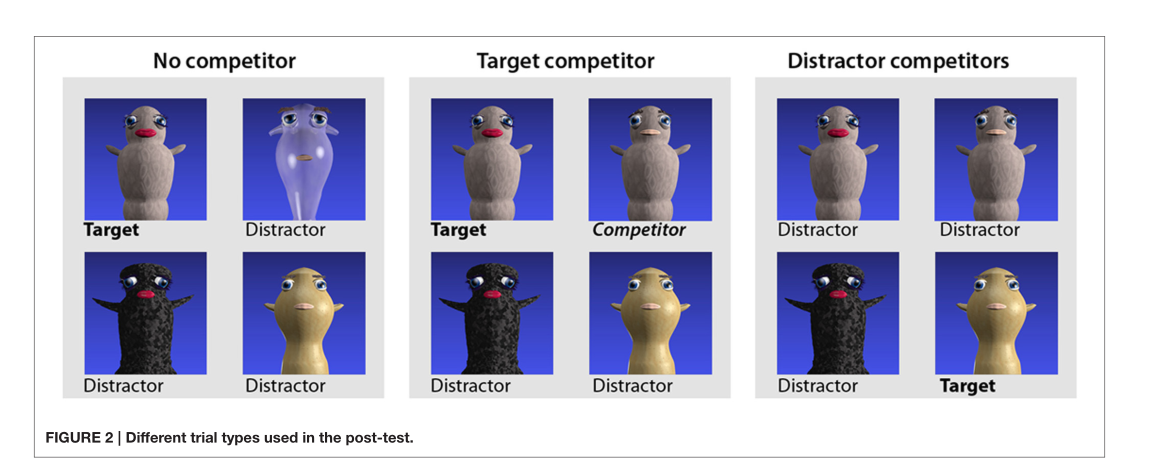 No competitor
Target competitor
Distractor competitors
Target
Distractor
Target
Competitor
Distractor
Distractor
Distractor
Distractor
Distractor
Distractor
Distractor
Target
FIGURE 2 | Different trial types used in the post-test.